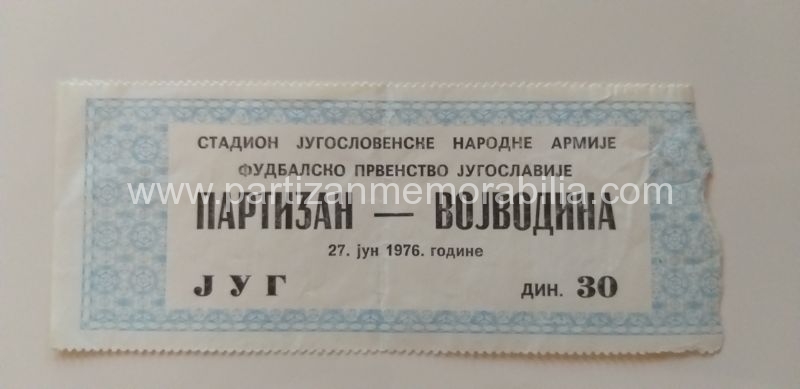 СТАДИОН ЈУГОСЛОВЕНСКЕ НАРОДНЕ АРМИЈЕ
ФУДБАЛСКО ПРВЕНСТВО ЈУГОСЛАВИЈЕ
www.partizanmemorabilia.com
ПАРТИЗАН — ВОЈВОДИНА
27. јун 1976. године
ЈУГ ДИН. 30